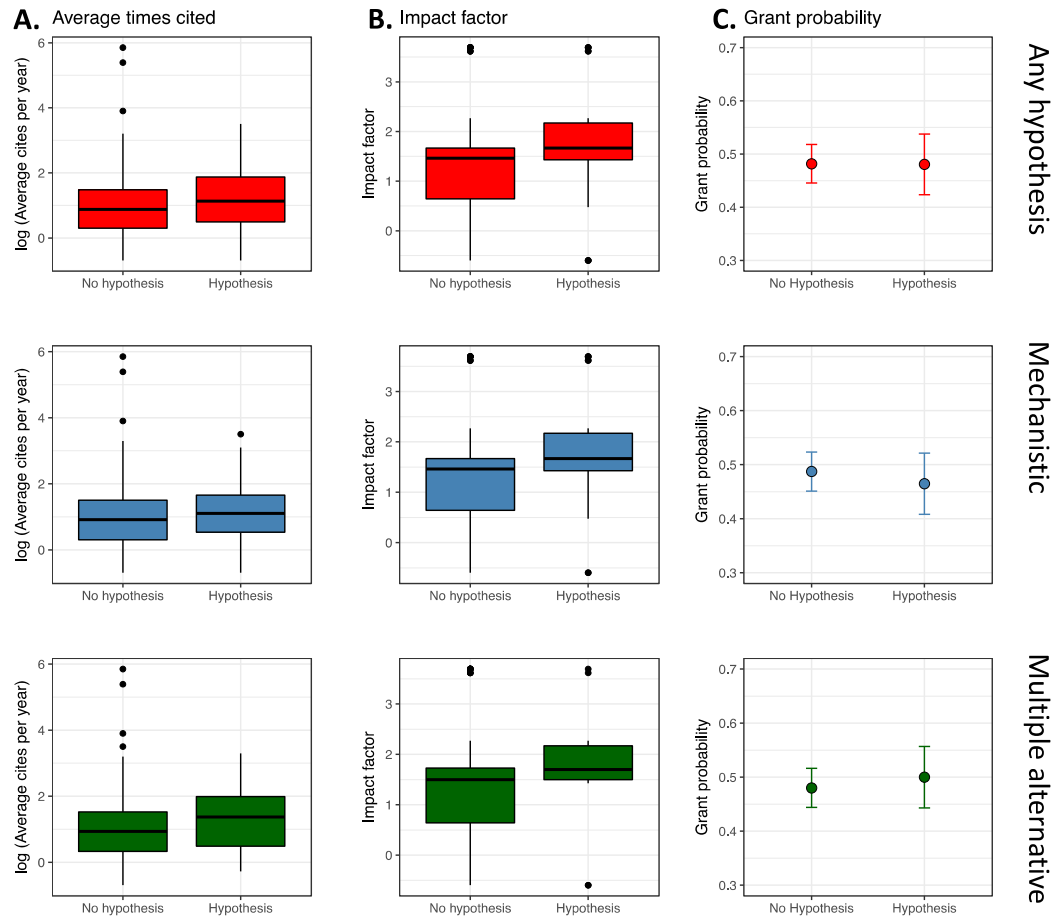 A. Average times cited
B. Impact factor
C. Grant probability
log (Average cites per year)
6
4
2
0
No hypothesis
Hypothesis
Impact factor
3
2
1
0
No hypothesis
Hypothesis
Grant probability
0.7
0.6
0.5
0.4
0.3
No Hypothesis
Hypothesis
Any hypothesis
log (Average cites per year)
6
4
2
0
No hypothesis
Hypothesis
Impact factor
3
2
1
0
No hypothesis
Hypothesis
Grant probability
0.7
0.6
0.5
0.4
0.3
No Hypothesis
Hypothesis
Mechanistic
log (Average cites per year)
6
4
2
0
No hypothesis
Hypothesis
Impact factor
3
2
1
0
No hypothesis
Hypothesis
Grant probability
0.7
0.6
0.5
0.4
0.3
No Hypothesis
Hypothesis
Multiple alternative